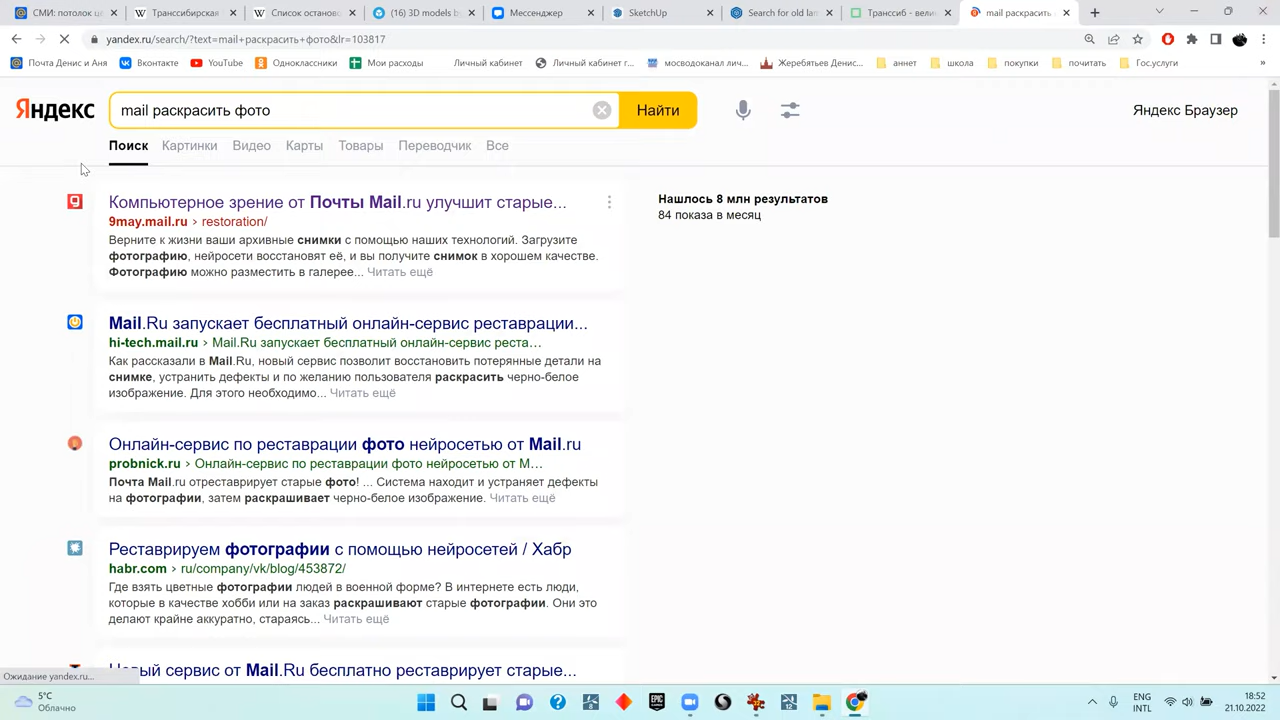 СМИ: потолок це
Транссибирская
Список останово
(16) 3D models b
Мессенджер
SketchUp
Search for old lan
Транссиб - вели
mail раскрасить
yandex.ru/search/?text=mail+раскрасить+фото&lr=103817
Почта Денис и Аня
Вконтакте
YouTube
Одноклассники
Мои расходы
Личный кабинет
Личный кабинет г...
мосводоканал лич...
Жеребятьев Денис...
аннет
школа
покупки
почитать
Гос.услуги
»
Яндекс
mail раскрасить фото
Найти
Яндекс Браузер
Поиск Картинки Видео Карты Товары Переводчик Все
Компьютерное зрение от Почты Mail.ru улучшит старые...
9may.mail.ru › restoration/
Верните к жизни ваши архивные снимки с помощью наших технологий. Загрузите
фотографию, нейросети восстановят её, и вы получите снимок в хорошем качестве.
Фотографию можно разместить в галерее... Читать ещё
Нашлось 8 млн результатов
84 показа в месяц
Mail.Ru запускает бесплатный онлайн-сервис реставрации...
hi-tech.mail.ru › Mail.Ru запускает бесплатный онлайн-сервис реста...
Как рассказали в Mail.Ru, новый сервис позволит восстановить потерянные детали на
снимке, устранить дефекты и по желанию пользователя раскрасить черно-белое
изображение. Для этого необходимо... Читать ещё
Онлайн-сервис по реставрации фото нейросетью от Mail.ru
probnick.ru › Онлайн-сервис по реставрации фото нейросетью от M...
Почта Mail.ru отреставрирует старые фото! ... Система находит и устраняет дефекты
на фотографии, затем раскрашивает черно-белое изображение. Читать ещё
Реставрируем фотографии с помощью нейросетей / Хабр
habr.com › ru/company/vk/blog/453872/
Где взять цветные фотографии людей в военной форме? В интернете есть люди,
которые в качестве хобби или на заказ раскрашивают старые фотографии. Они это
делают крайне аккуратно, стараясь... Читать ещё
Новый сервис от Mail.Ru бесплатно реставрирует старые...
Ожидание yandex.ru...
5°C
Облачно
8
EPIC
12
ENG
INTL
18:52
21.10.2022